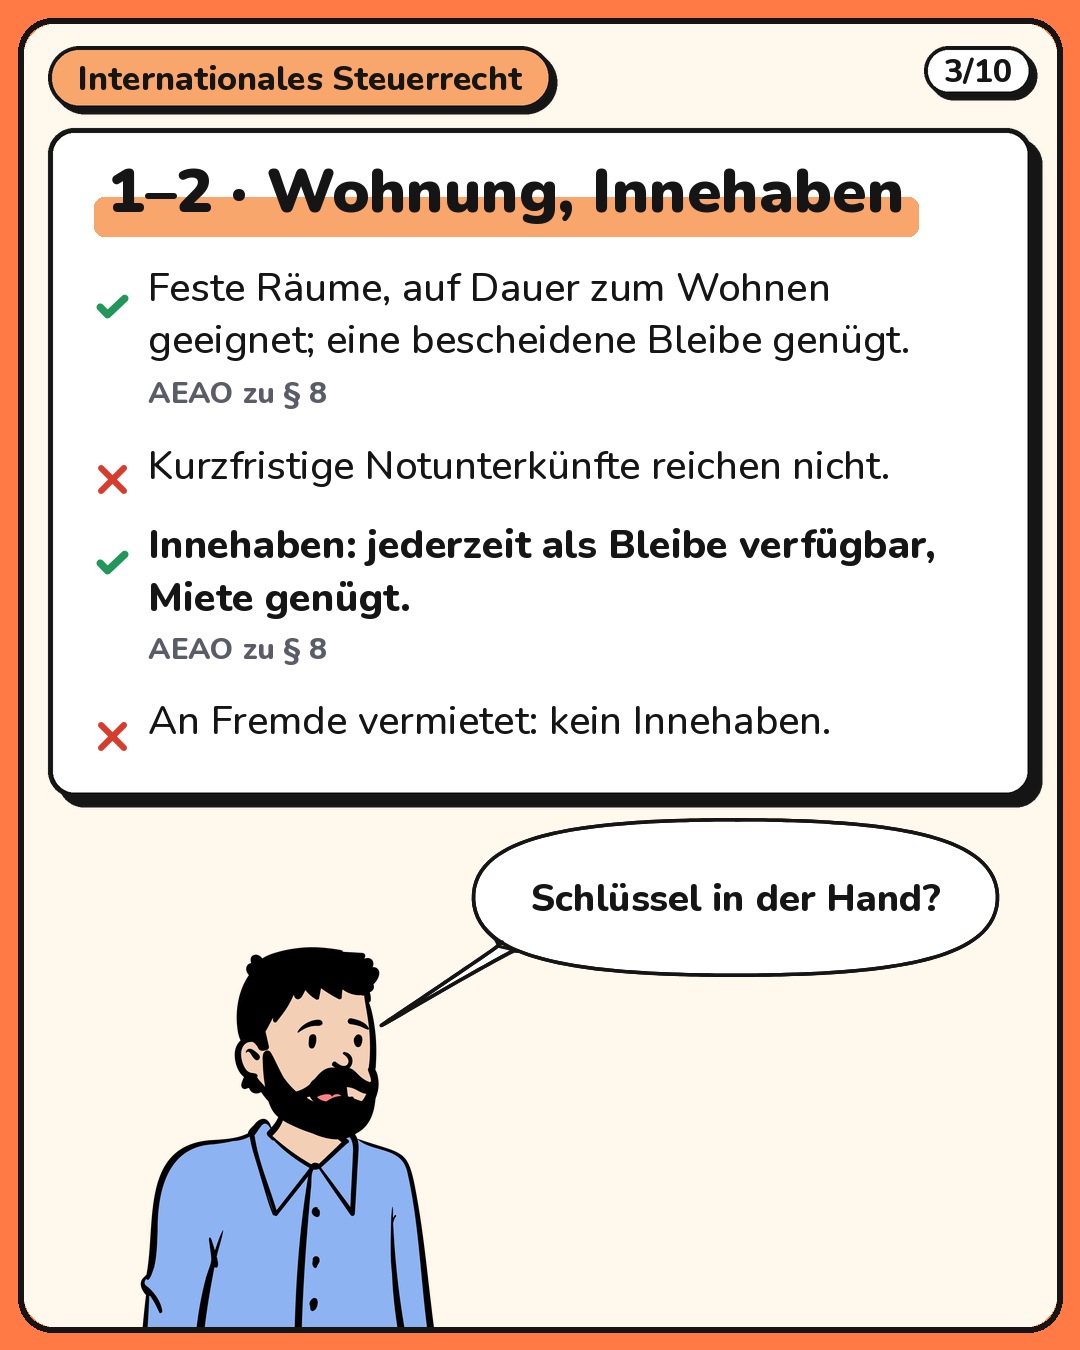 Internationales Steuerrecht
3/10
1–2 · Wohnung, Innehaben
Feste Räume, auf Dauer zum Wohnen
geeignet; eine bescheidene Bleibe genügt.
AEAO zu § 8
Kurzfristige Notunterkünfte reichen nicht.
Innehaben: jederzeit als Bleibe verfügbar,
Miete genügt.
AEAO zu § 8
An Fremde vermietet: kein Innehaben.
Schlüssel in der Hand?